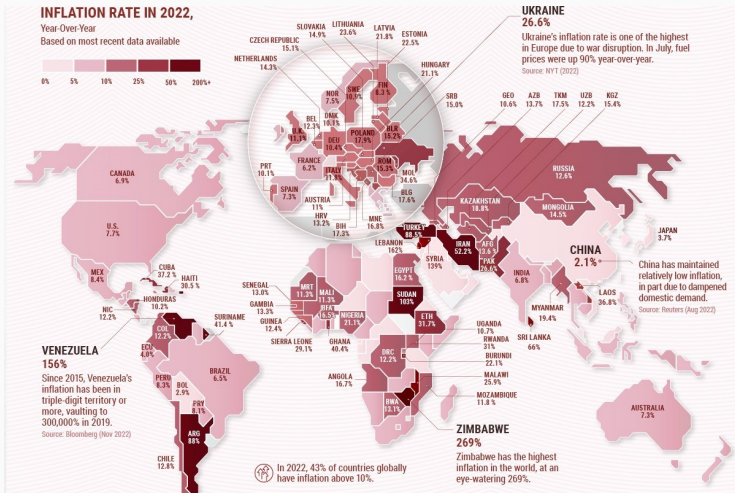 INFLATION RATE IN 2022,
Year-Over-Year
Based on most recent data available
0% 5% 10% 25% 50% 200%+
UKRAINE
26.6%
Ukraine's inflation rate is one of the highest
in Europe due to war disruption. In July, fuel
prices were up 90% year-over-year.
Source: NYT (2022)
SLOVAKIA
14.9%
LITHUANIA
23.6%
LATVIA
21.8%
ESTONIA
22.5%
CZECH REPUBLIC
15.1%
NETHERLANDS
14.3%
HUNGARY
21.1%
SRB
15.0%
NOR
7.5%
SWE
10.9%
FIN
8.3%
BEL
12.3%
DMK
10.1%
U.K.
11.1%
DEU
10.4%
POLAND
17.9%
BLR
15.2%
FRANCE
6.2%
ROM
15.3%
MOL
34.6%
BLG
17.6%
PRT
10.1%
SPAIN
7.3%
ITALY
11.8%
AUSTRIA
11%
HRV
13.2%
BIH
17.3%
MNE
16.8%
GEO
10.6%
AZB
13.7%
TKM
17.5%
UZB
12.2%
KGZ
15.4%
RUSSIA
12.6%
KAZAKHSTAN
18.8%
MONGOLIA
14.5%
JAPAN
3.7%
CANADA
6.9%
U.S.
7.7%
MEX
8.4%
CUBA
37.2 %
HAITI
30.5 %
HONDURAS
10.2%
NIC
12.2%
SURINAME
41.4 %
COL
12.2%
ECU
4.0%
PERU
8.3%
BOL
2.9%
BRAZIL
6.5%
PRY
8.1%
ARG
88%
CHILE
12.8%
VENEZUELA
156%
Since 2015, Venezuela's
inflation has been in
triple-digit territory or
more, vaulting to
300,000% in 2019.
Source: Bloomberg (Nov 2022)
TURKEY
88.5%
LEBANON
162%
SYRIA
139%
IRAN
52.2%
AFG
13.6 %
PAK
26.6%
INDIA
6.8%
CHINA
2.1%
China has maintained
relatively low inflation,
in part due to dampened
domestic demand.
Source: Reuters (Aug 2022)
LAOS
36.8%
MYANMAR
19.4%
SRI LANKA
66%
EGYPT
16.2 %
SUDAN
103%
ETH
31.7%
SENEGAL
13.0%
GAMBIA
13.3%
GUINEA
12.4%
SIERRA LEONE
29.1%
MRT
11.3%
MALI
11.3%
BFA
16.5%
NIGERIA
21.1%
GHANA
40.4%
UGANDA
10.7%
RWANDA
31%
BURUNDI
22.1%
MALAWI
25.9%
MOZAMBIQUE
11.8 %
DRC
12.2%
ANGOLA
16.7%
BWA
13.1%
ZIMBABWE
269%
Zimbabwe has the highest
inflation in the world, at an
eye-watering 269%.
AUSTRALIA
7.3%
In 2022, 43% of countries globally
have inflation above 10%.